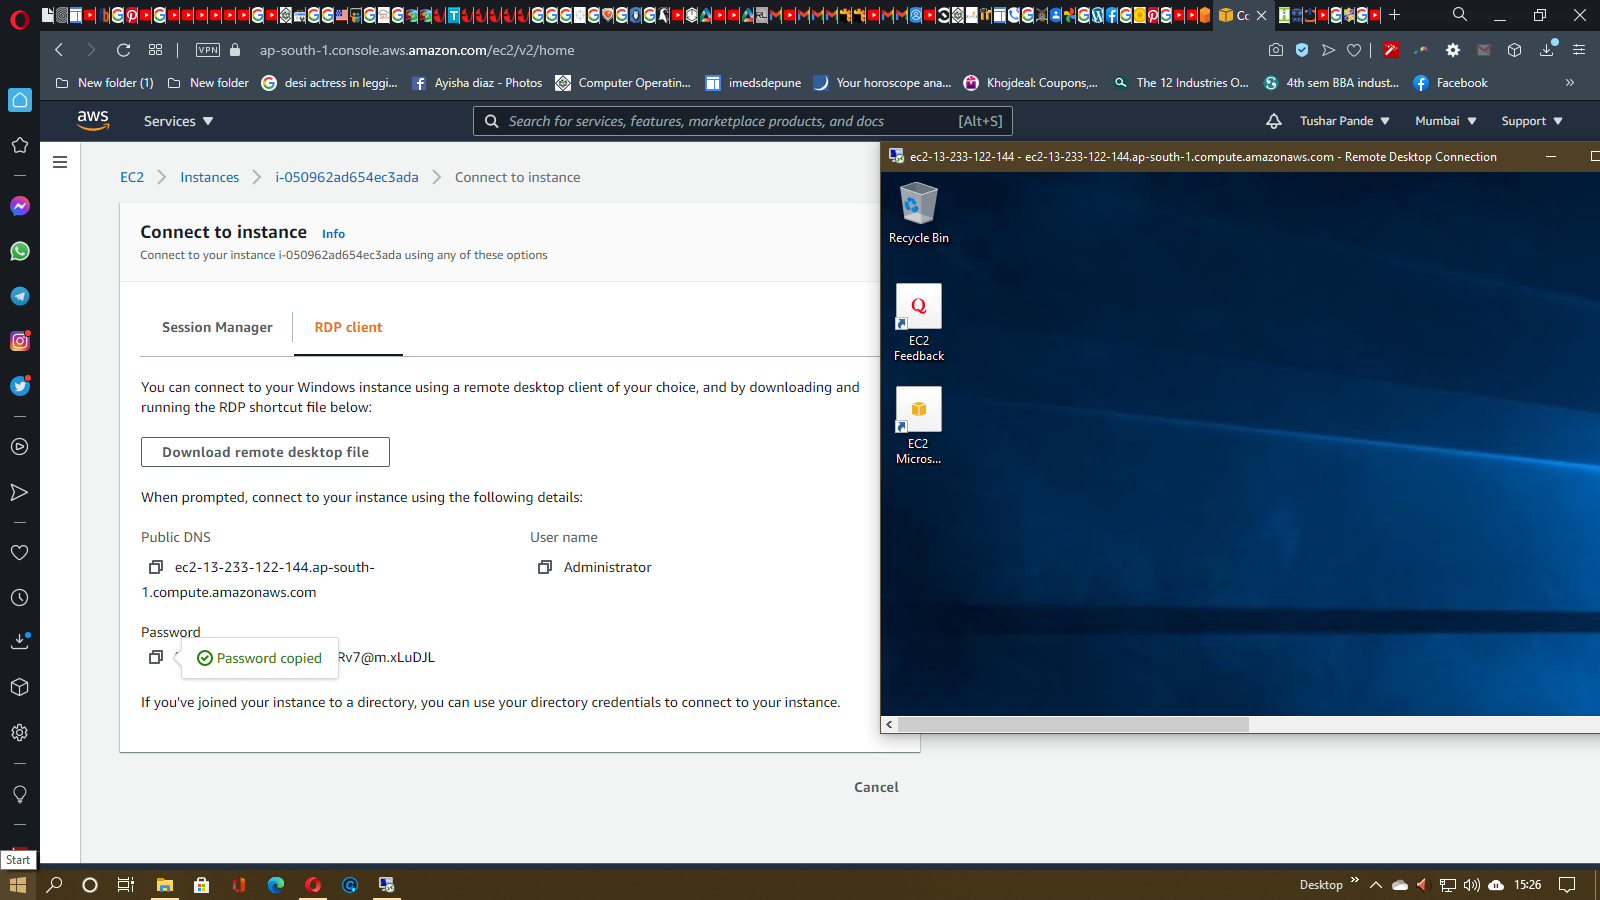 Co
VPN
ap-south-1.console.aws.amazon.com/ec2/v2/home
New folder (1)
New folder
desi actress in leggi...
Ayisha diaz - Photos
Computer Operatin...
imedsdepune
Your horoscope ana...
Khojdeal: Coupons,...
The 12 Industries O...
4th sem BBA indust...
Facebook
aws
Services
Search for services, features, marketplace products, and docs
[Alt+S]
Tushar Pande
Mumbai
Support
ec2-13-233-122-144 - ec2-13-233-122-144.ap-south-1.compute.amazonaws.com - Remote Desktop Connection
EC2
Instances
i-050962ad654ec3ada
Connect to instance
Connect to instance
Info
Connect to your instance i-050962ad654ec3ada using any of these options
Session Manager
RDP client
You can connect to your Windows instance using a remote desktop client of your choice, and by downloading and
running the RDP shortcut file below:
Download remote desktop file
When prompted, connect to your instance using the following details:
Public DNS
User name
ec2-13-233-122-144.ap-south-
1.compute.amazonaws.com
Administrator
Password
Password copied
Rv7@m.xLuDJL
If you've joined your instance to a directory, you can use your directory credentials to connect to your instance.
Cancel
Recycle Bin
Q
EC2
Feedback
EC2
Micros...
Start
Desktop
15:26